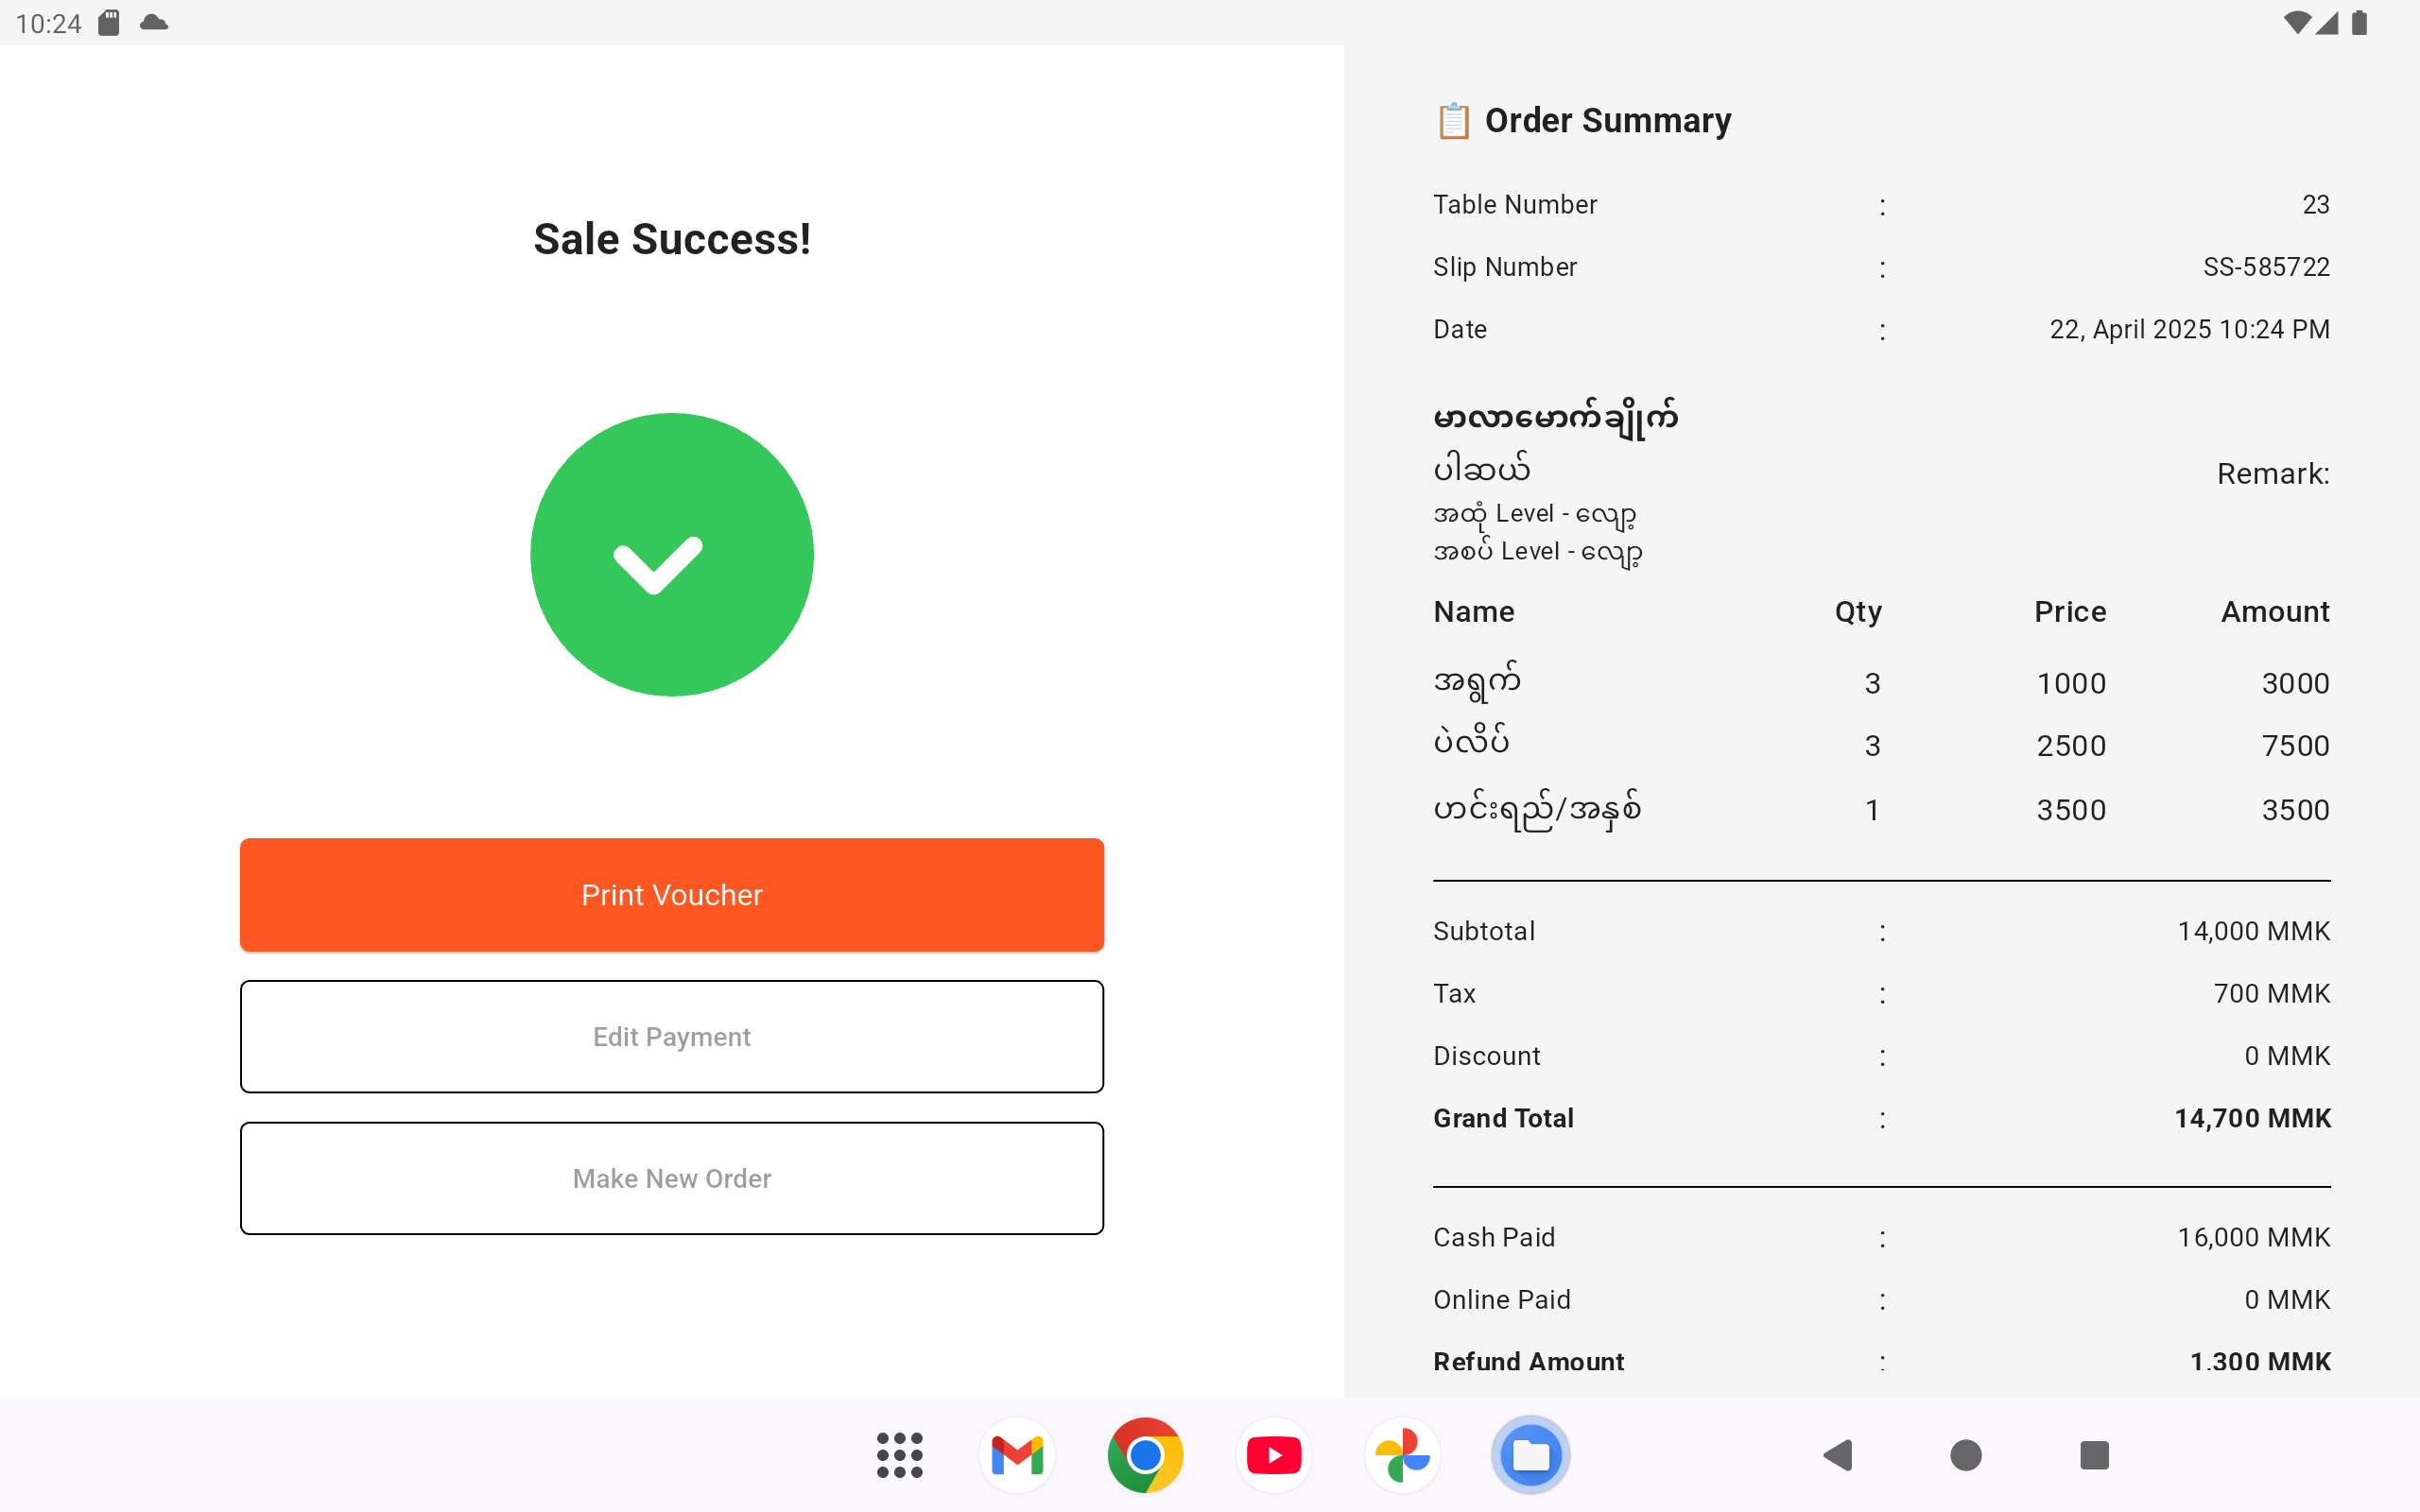 10:24
Sale Success!
Print Voucher
Edit Payment
Make New Order
📋 Order Summary
Table Number : 23
Slip Number : SS-585722
Date : 22, April 2025 10:24 PM
မာလာမောက်ချိုက်
ပါဆယ် Remark:
အထုံ Level - လျော့
အစပ် Level - လျော့
Name Qty Price Amount
အရွက် 3 1000 3000
ပဲလိပ် 3 2500 7500
ဟင်းရည်/အနှစ် 1 3500 3500
Subtotal : 14,000 MMK
Tax : 700 MMK
Discount : 0 MMK
Grand Total : 14,700 MMK
Cash Paid : 16,000 MMK
Online Paid : 0 MMK
Refund Amount : 1,300 MMK